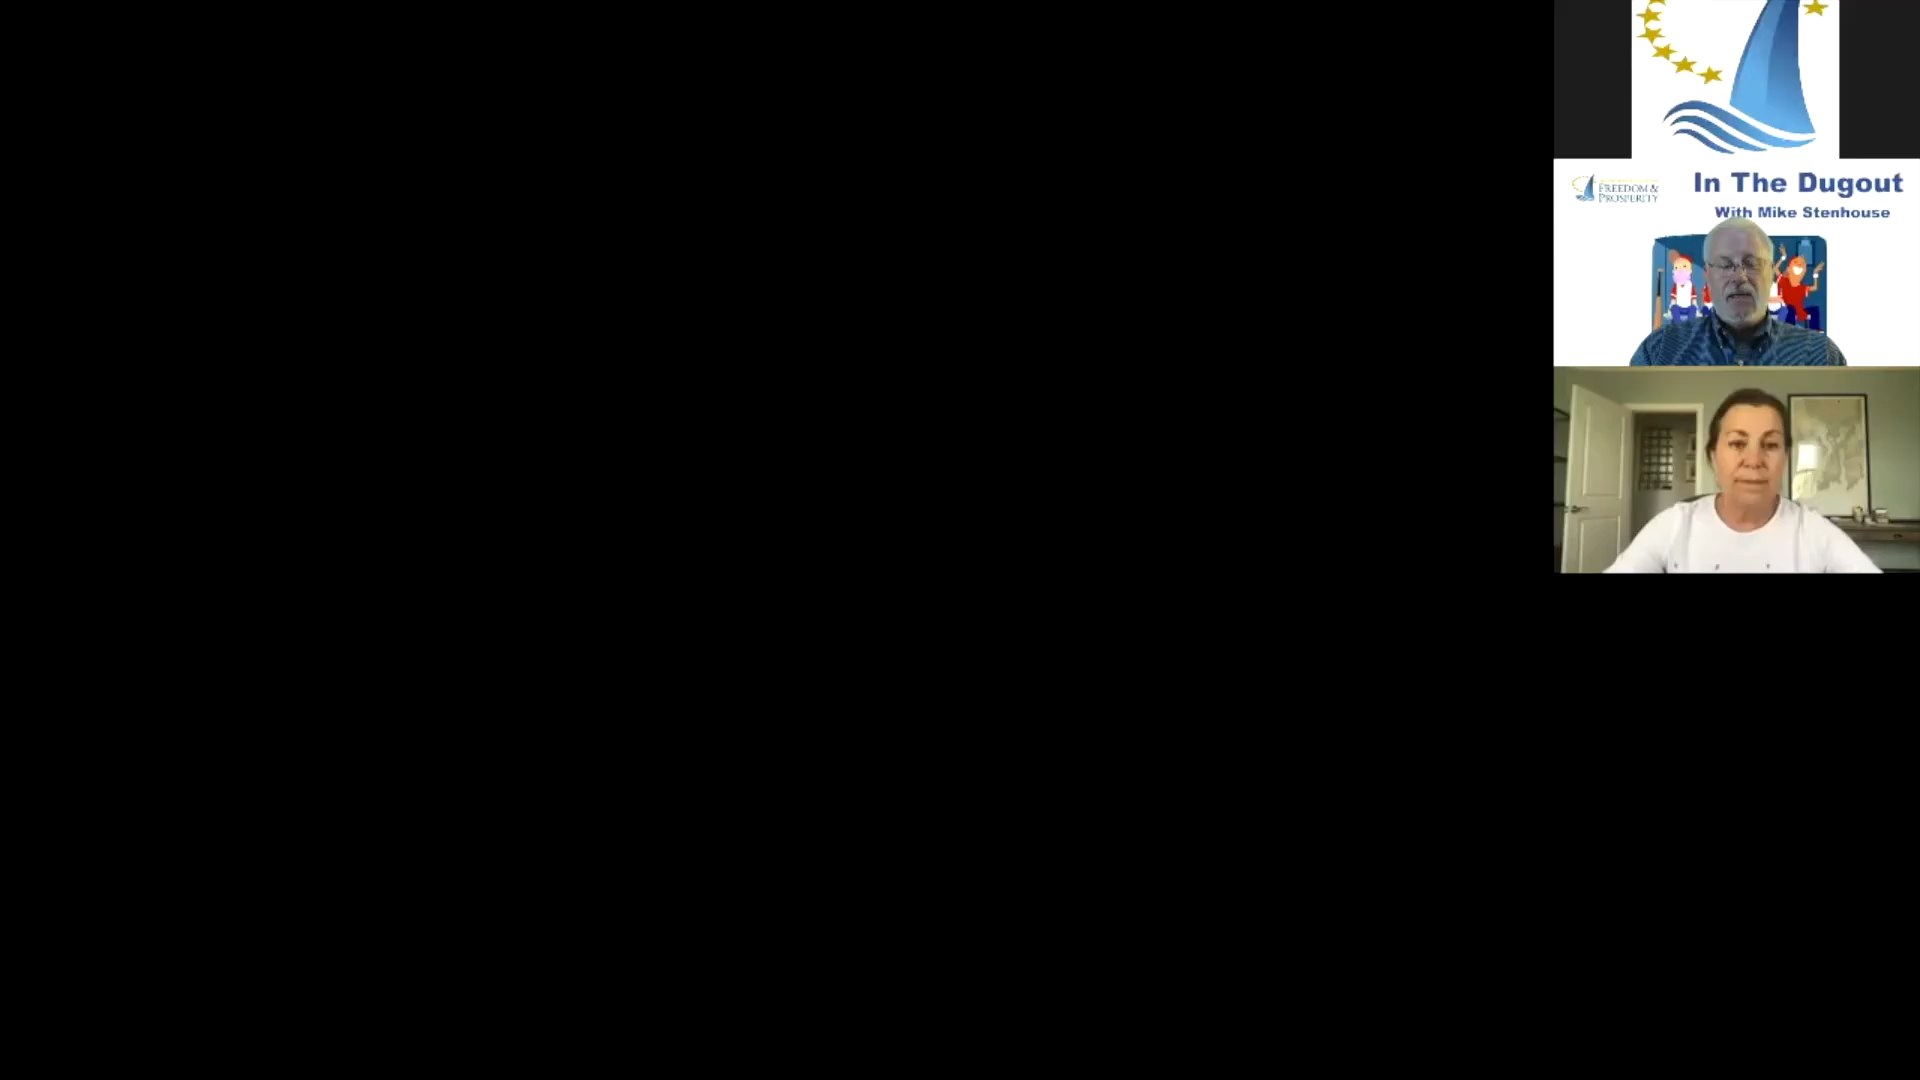 In The Dugout
With Mike Stenhouse
FREEDOM &
PROSPERITY